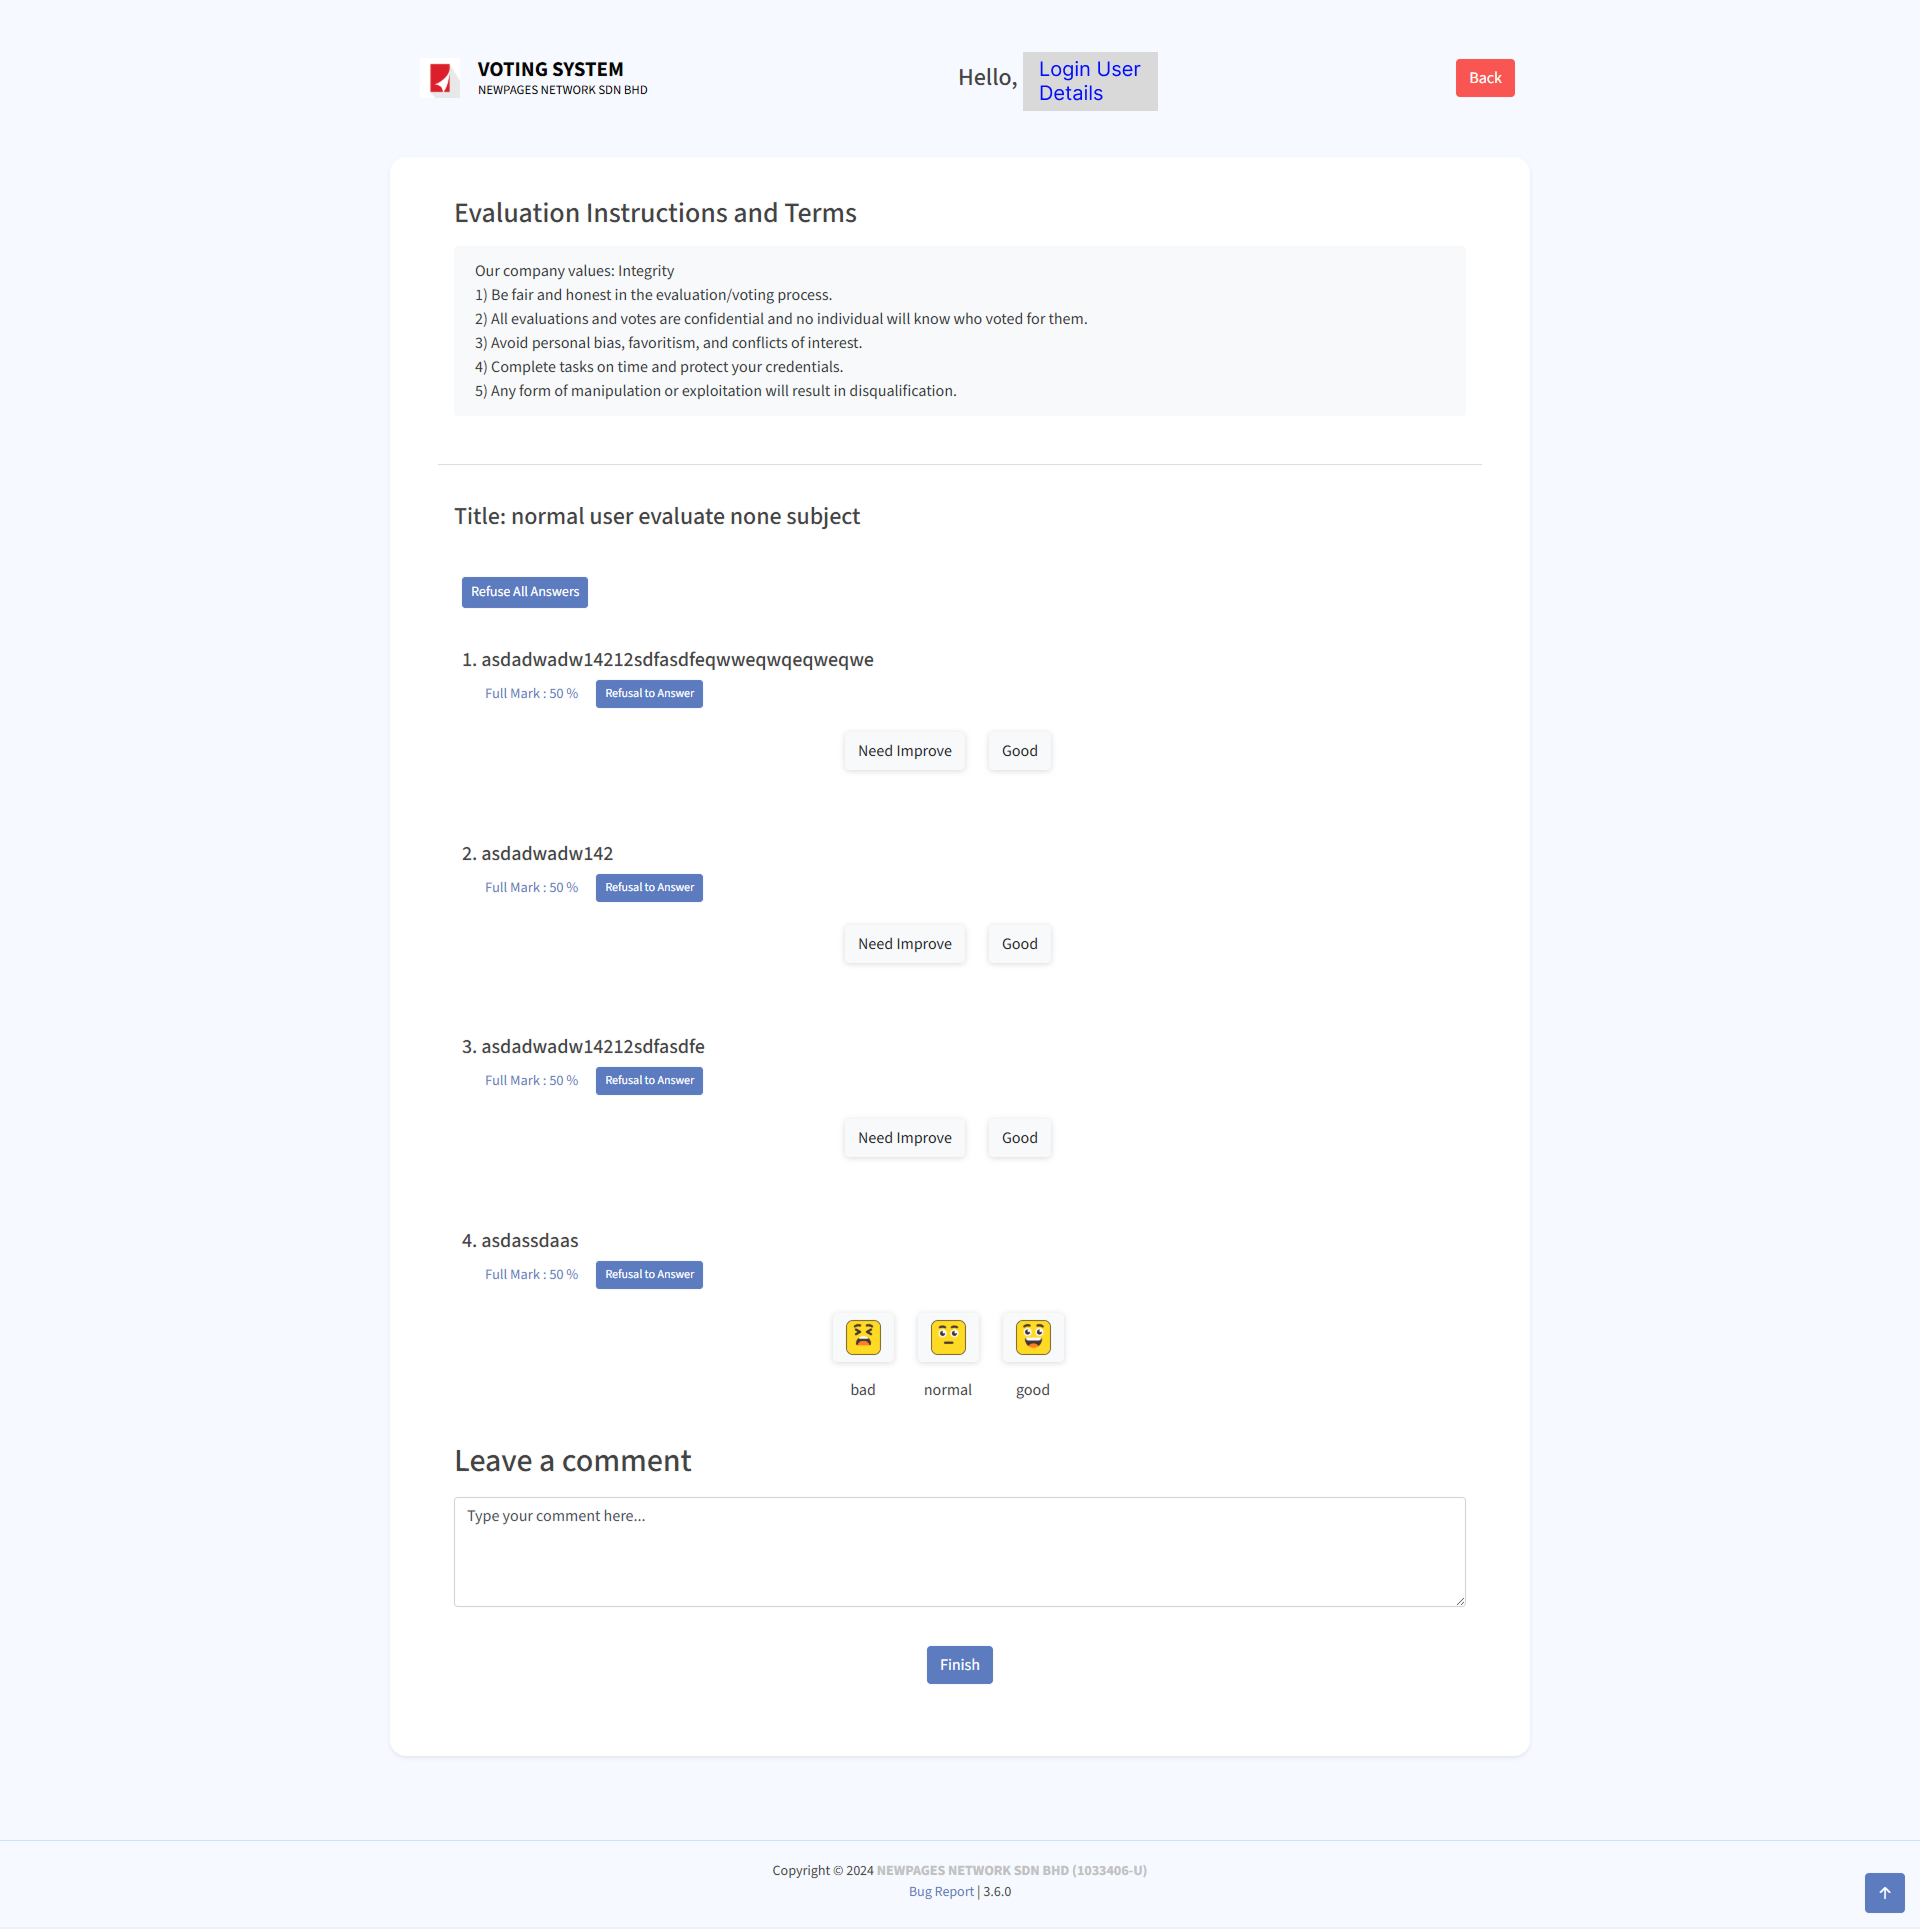 VOTING SYSTEM
NEWPAGES NETWORK SDN BHD
Hello, Login User
Details
Back
Evaluation Instructions and Terms
Our company values: Integrity
1) Be fair and honest in the evaluation/voting process.
2) All evaluations and votes are confidential and no individual will know who voted for them.
3) Avoid personal bias, favoritism, and conflicts of interest.
4) Complete tasks on time and protect your credentials.
5) Any form of manipulation or exploitation will result in disqualification.
Title: normal user evaluate none subject
Refuse All Answers
1. asdadwadw14212sdfasdfeqwweqwqeqweqwe
Full Mark : 50 % Refusal to Answer
Need Improve Good
2. asdadwadw142
Full Mark : 50 % Refusal to Answer
Need Improve Good
3. asdadwadw14212sdfasdfe
Full Mark : 50 % Refusal to Answer
Need Improve Good
4. asdassdaas
Full Mark : 50 % Refusal to Answer
bad normal good
Leave a comment
Type your comment here...
Finish
Copyright © 2024 NEWPAGES NETWORK SDN BHD (1033406-U)
Bug Report | 3.6.0